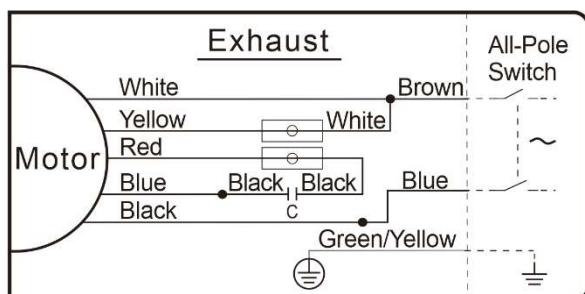 Exhaust
All-Pole
Switch
White
Brown
Yellow
White
Motor
Red
Blue
Black
Black
Blue
C
Black
Green/Yellow